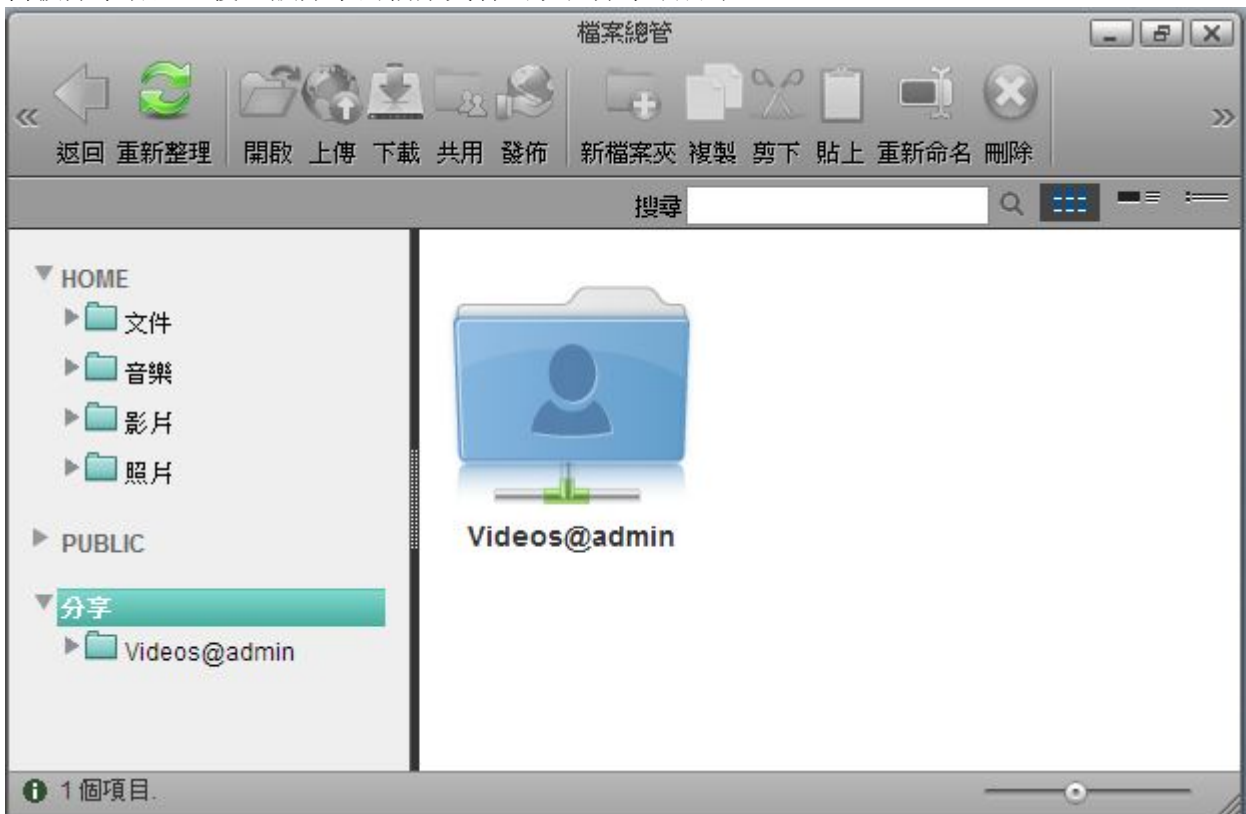 檔案總管
返回 重新整理 開啟 上傳 下載 共用 發佈 新檔案夾 複製 剪下 貼上 重新命名 刪除
搜尋
HOME
文件
音樂
影片
照片
PUBLIC
分享
Videos@admin
Videos@admin
1 個項目.